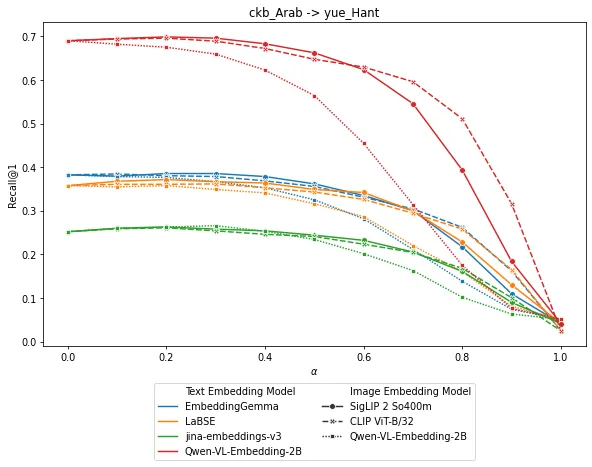 ckb_Arab -> yue_Hant
Recall@1
0.7
0.6
0.5
0.4
0.3
0.2
0.1
0.0
0.0 0.2 0.4 0.6 0.8 1.0
α
Text Embedding Model Image Embedding Model
EmbeddingGemma SigLIP 2 So400m
LaBSE CLIP ViT-B/32
jina-embeddings-v3 Qwen-VL-Embedding-2B
Qwen-VL-Embedding-2B